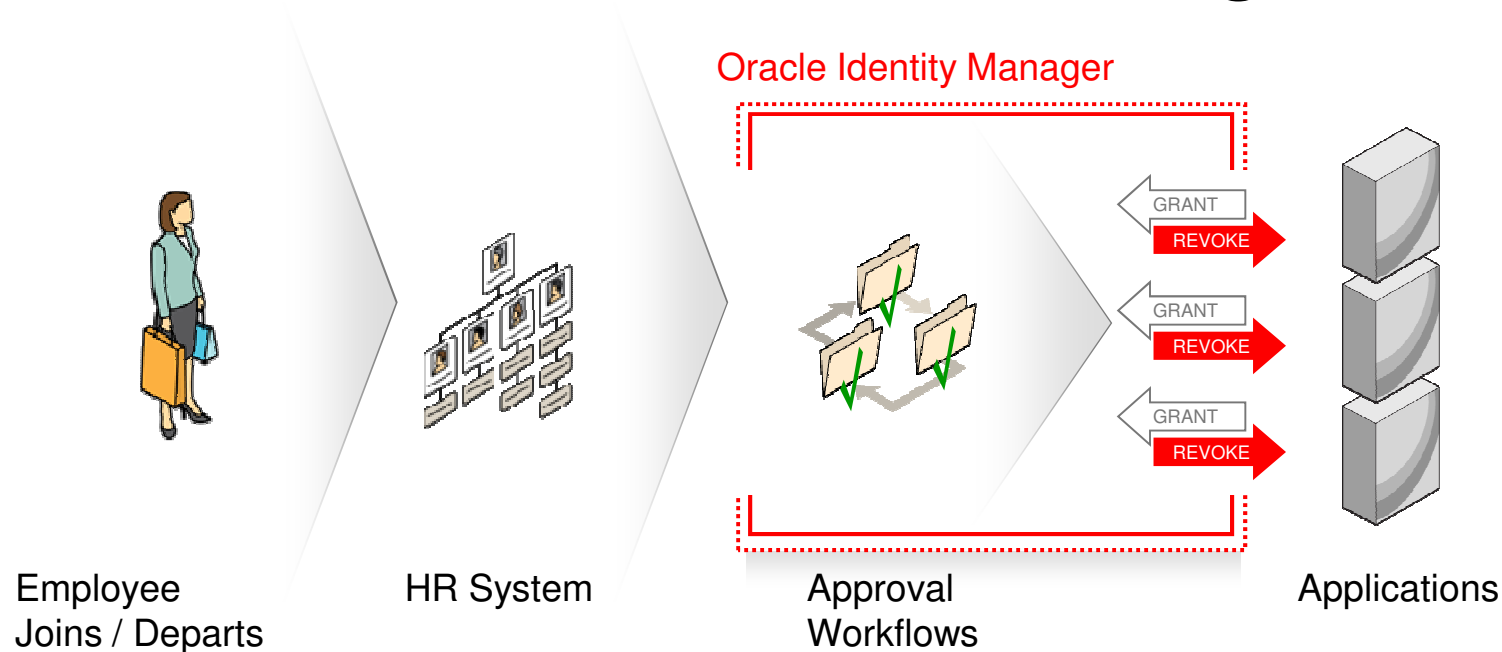 Oracle Identity Manager
GRANT
REVOKE
GRANT
REVOKE
GRANT
REVOKE
Employee
Joins / Departs
HR System
Approval
Workflows
Applications